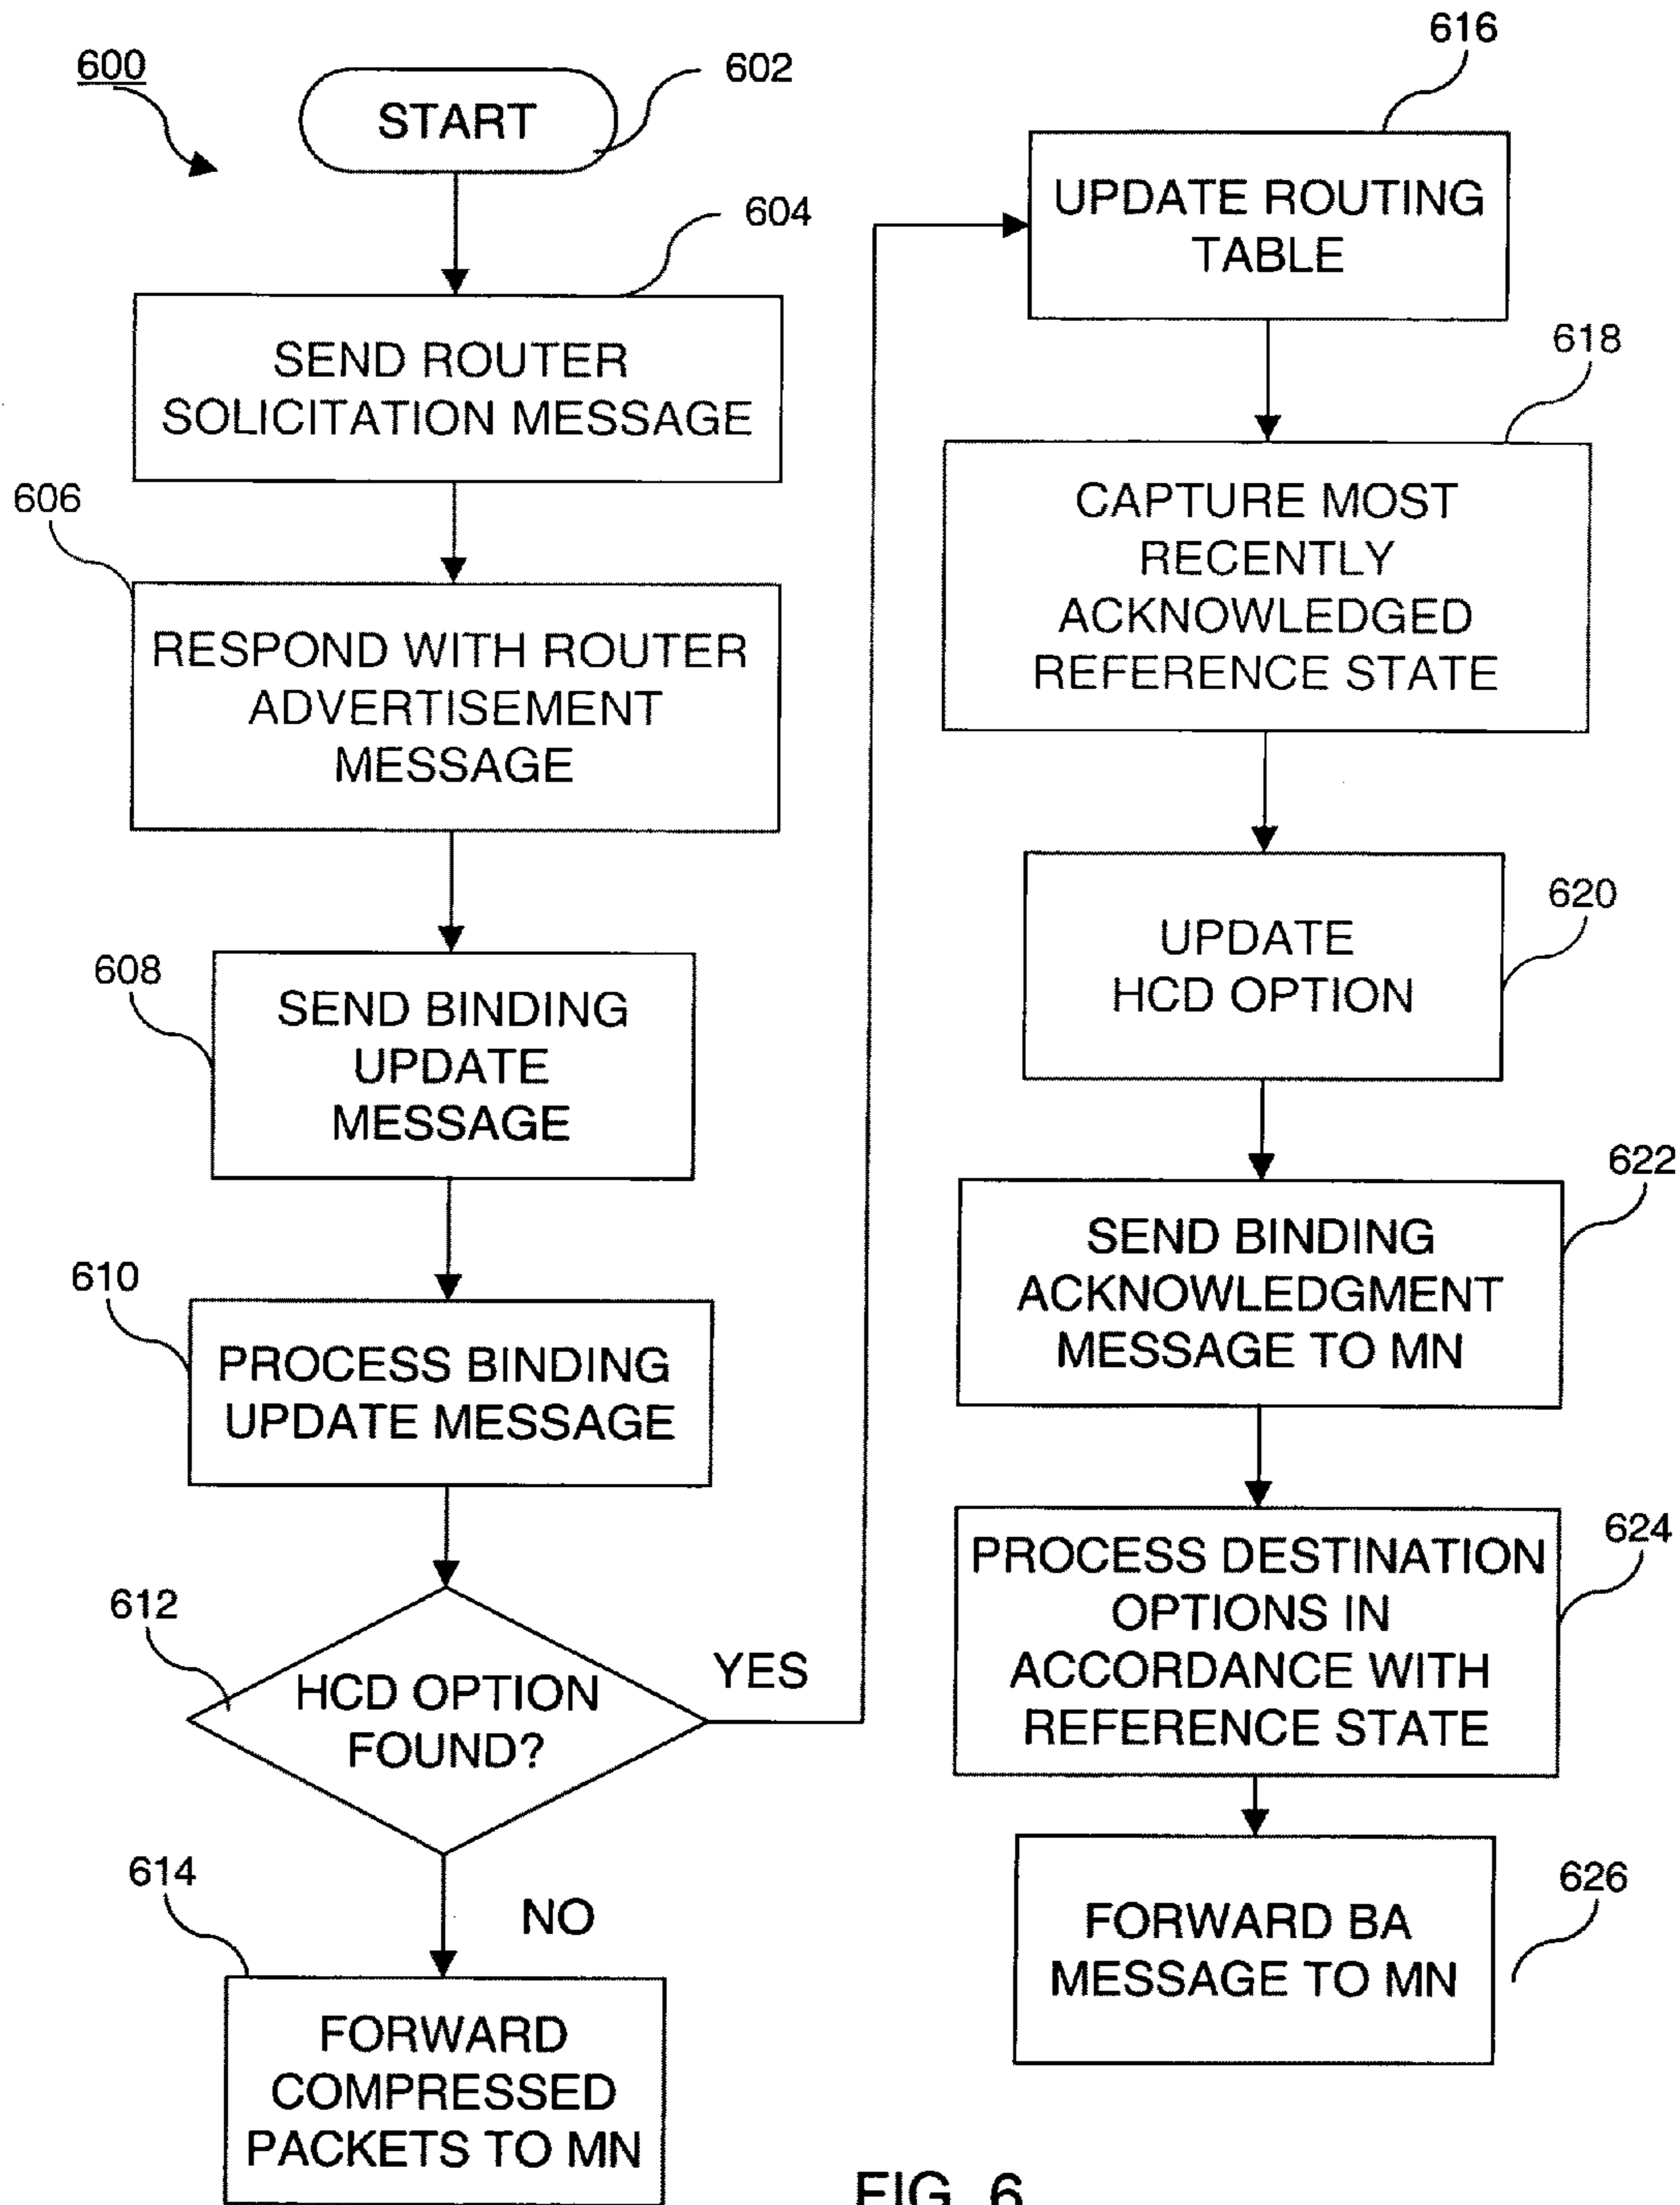 600
START
602
604
SEND ROUTER
SOLICITATION MESSAGE
606
RESPOND WITH ROUTER
ADVERTISEMENT
MESSAGE
608
SEND BINDING
UPDATE
MESSAGE
610
PROCESS BINDING
UPDATE MESSAGE
612
HCD OPTION
FOUND?
YES
NO
614
FORWARD
COMPRESSED
PACKETS TO MN
616
UPDATE ROUTING
TABLE
618
CAPTURE MOST
RECENTLY
ACKNOWLEDGED
REFERENCE STATE
620
UPDATE
HCD OPTION
622
SEND BINDING
ACKNOWLEDGMENT
MESSAGE TO MN
624
PROCESS DESTINATION
OPTIONS IN
ACCORDANCE WITH
REFERENCE STATE
626
FORWARD BA
MESSAGE TO MN
FIG. 6